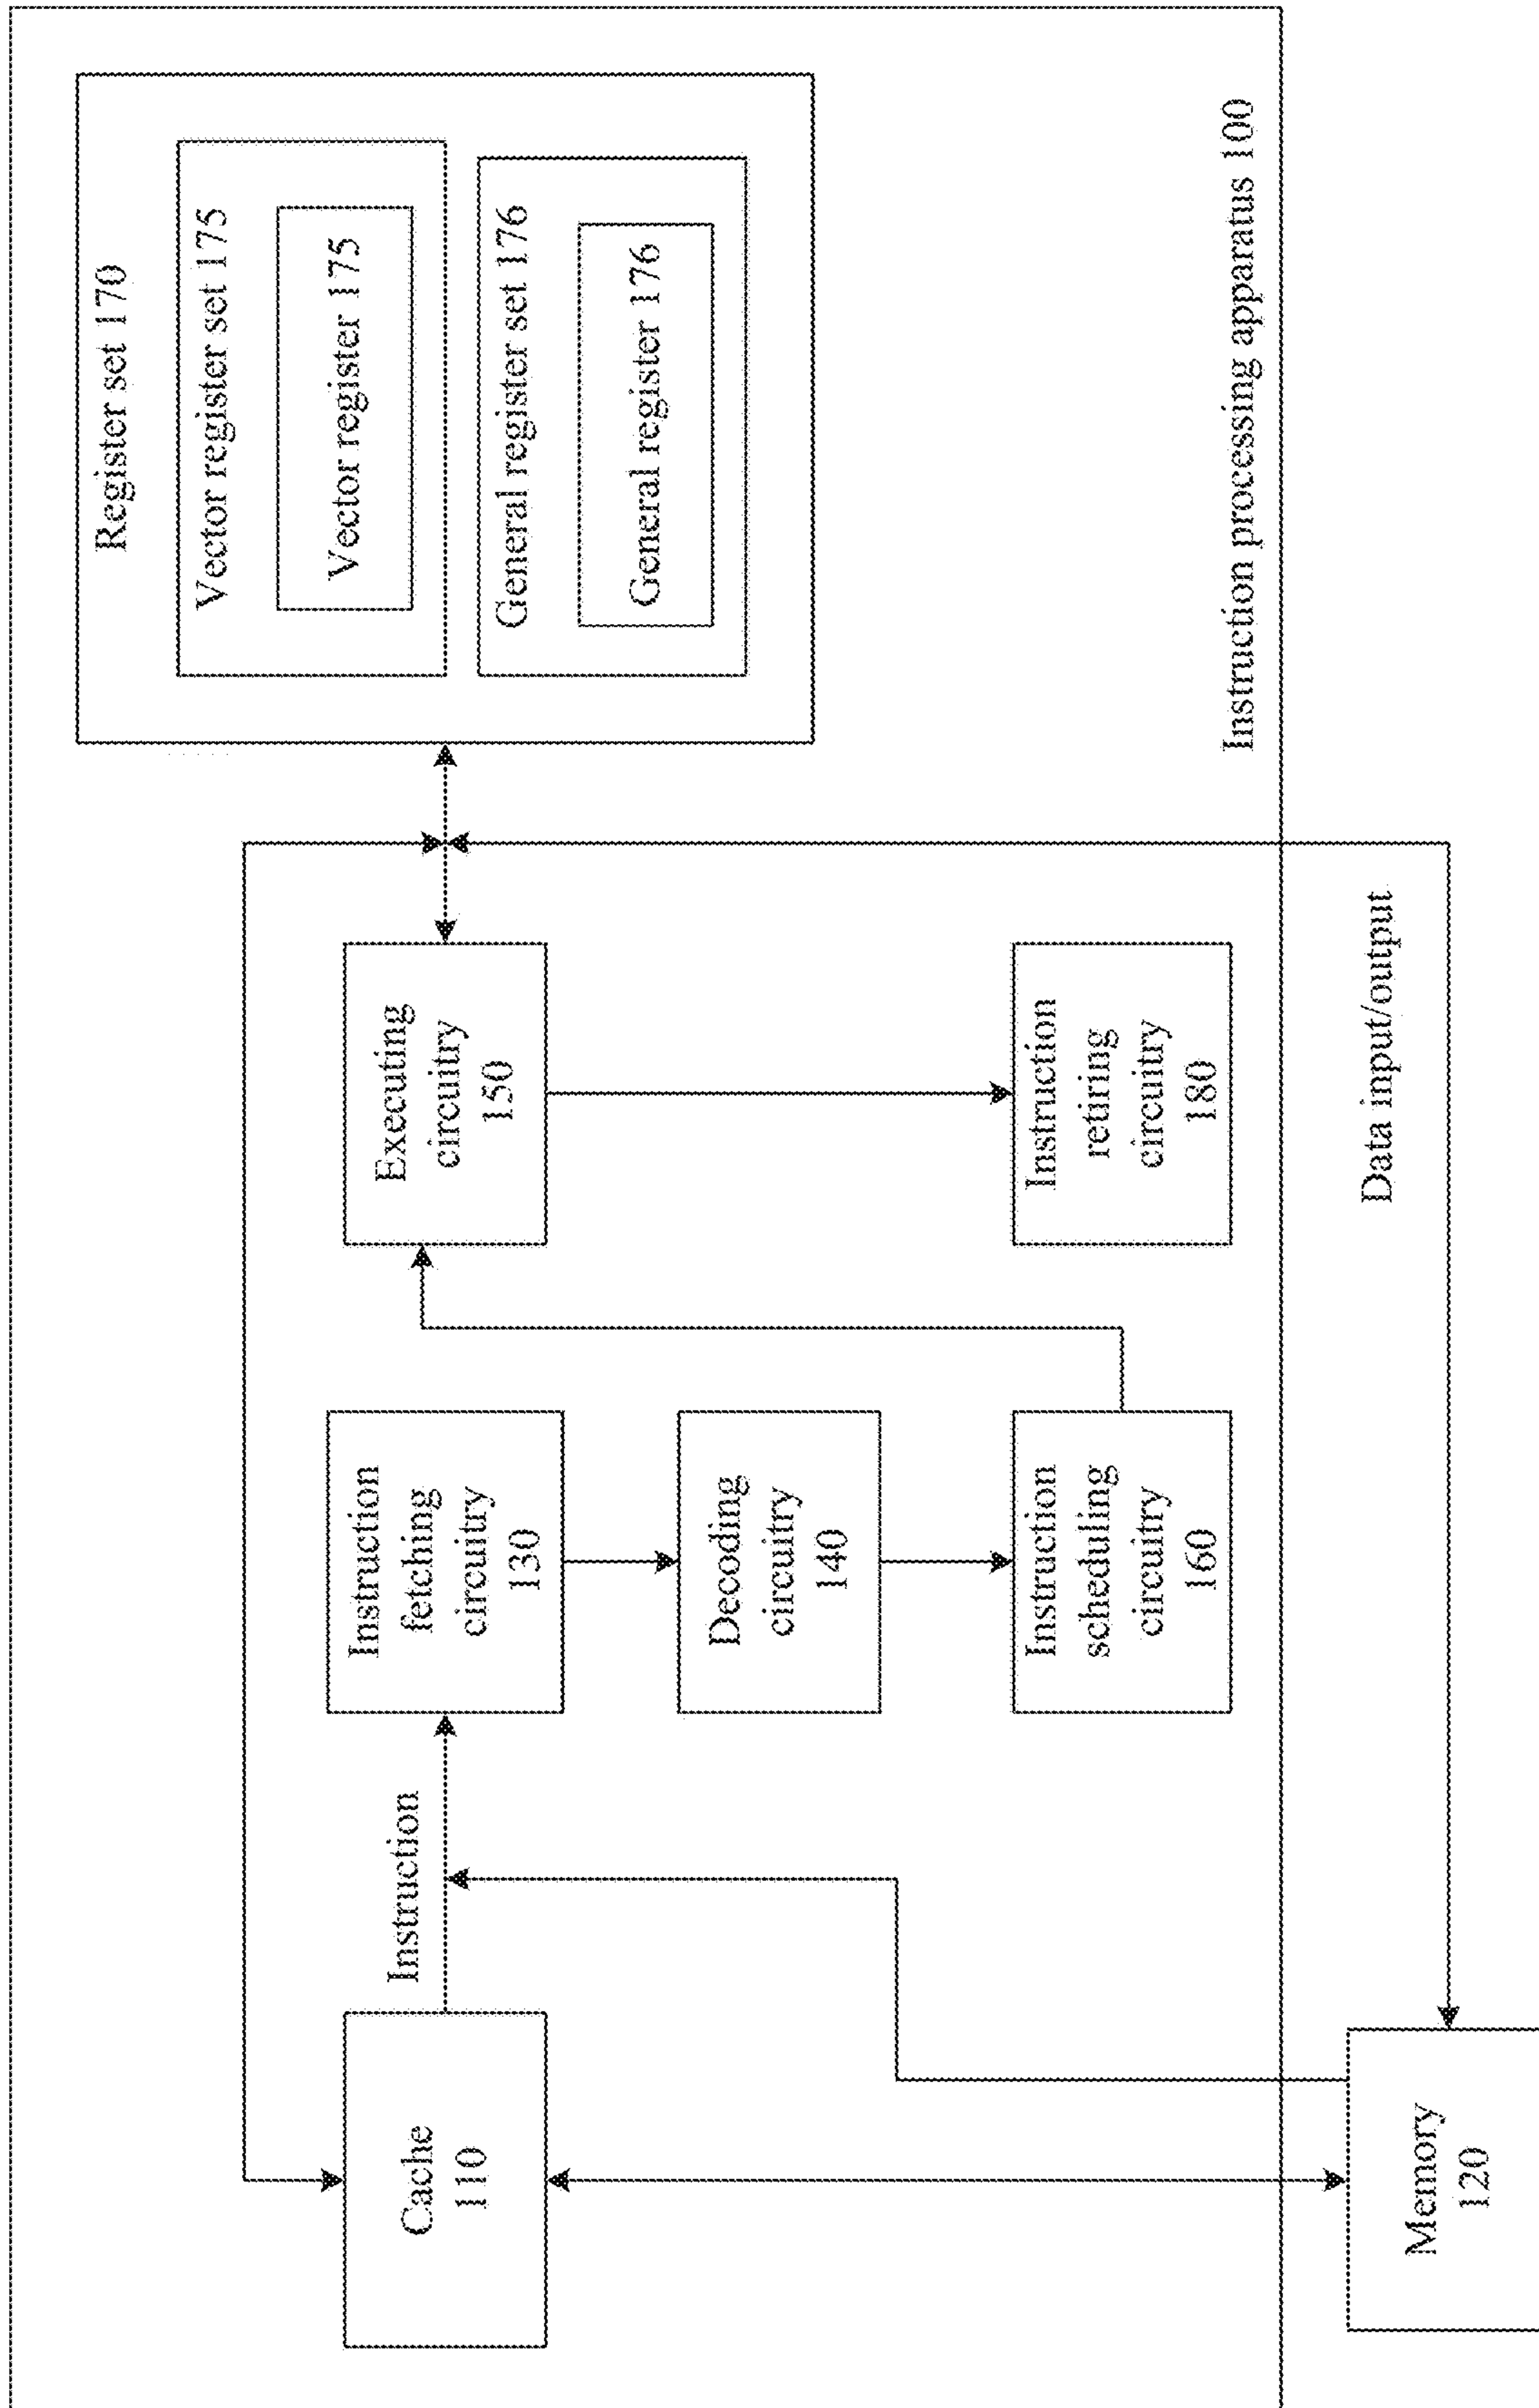 Register set 170
Vector register set 175
Vector register 175
General register set 176
General register 176
Instruction processing apparatus 100
Executing
circuitry
150
Instruction
retiring
circuitry
180
Data input/output
Instruction
fetching
circuitry
130
Decoding
circuitry
140
Instruction
scheduling
circuitry
160
Instruction
Cache
110
Memory
120